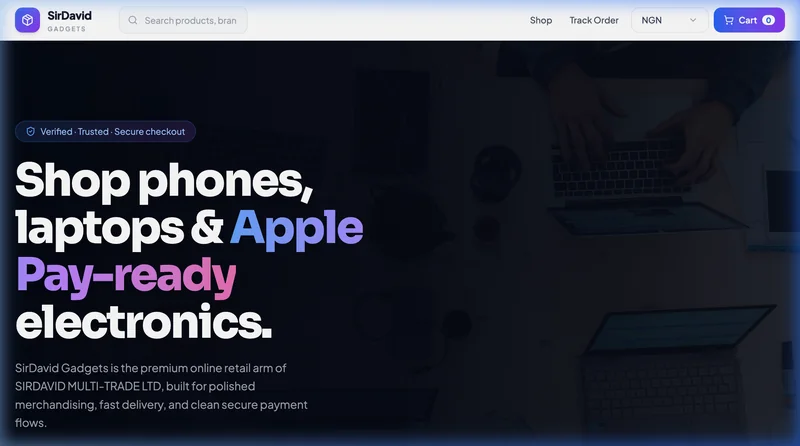 SirDavid
GADGETS
Search products, bran
Shop
Track Order
NGN
Cart 0
Verified · Trusted · Secure checkout
Shop phones,
laptops & Apple
Pay-ready
electronics.
SirDavid Gadgets is the premium online retail arm of
SIRDAVID MULTI-TRADE LTD, built for polished
merchandising, fast delivery, and clean secure payment
flows.